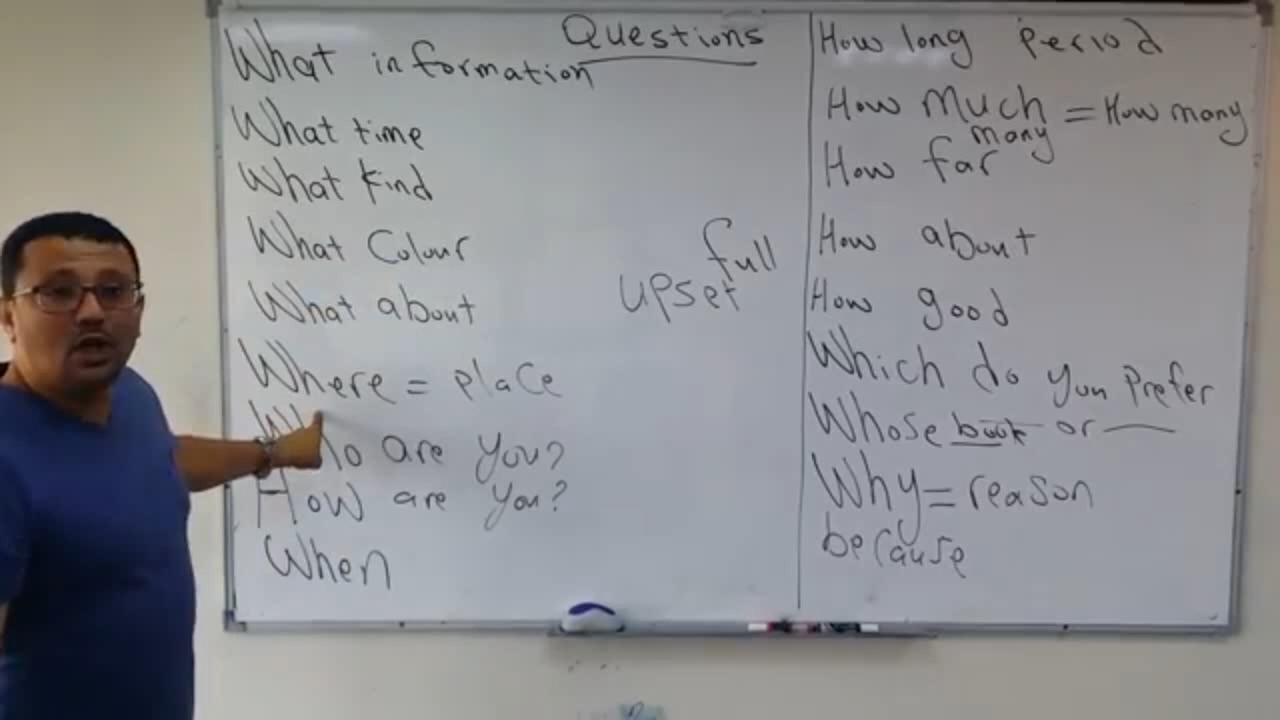 Questions
What information
What time
What kind
What Colour
What about
Where = place
Who are you?
How are you?
When
full
upset
How long Period
How Much = How many
many
How far
How about
How good
Which do you Prefer
Whose book or
Why = reason
because